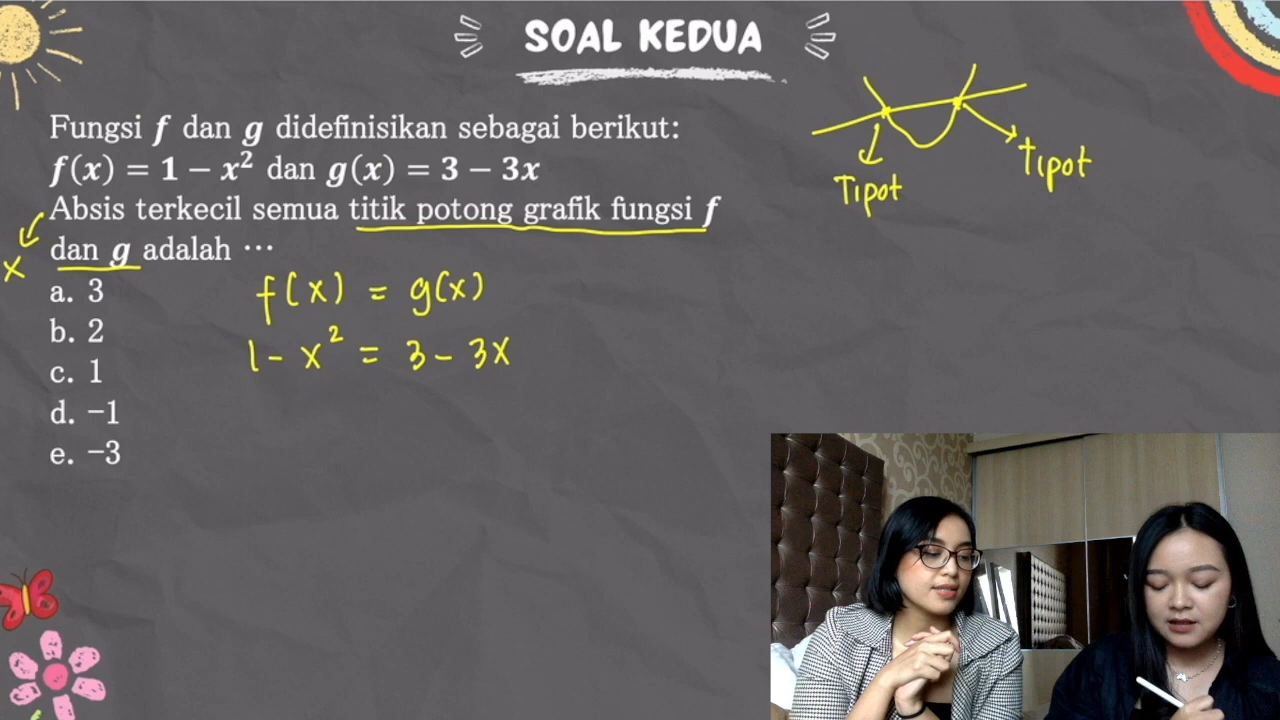 SOAL KEDUA
Fungsi f dan g didefinisikan sebagai berikut:
f(x) = 1 − x² dan g(x) = 3 − 3x
Absis terkecil semua titik potong grafik fungsi f
dan g adalah ⋯
x
a. 3
b. 2
c. 1
d. −1
e. −3
f(x) = g(x)
1 - x² = 3 - 3x
Tipot
tipot